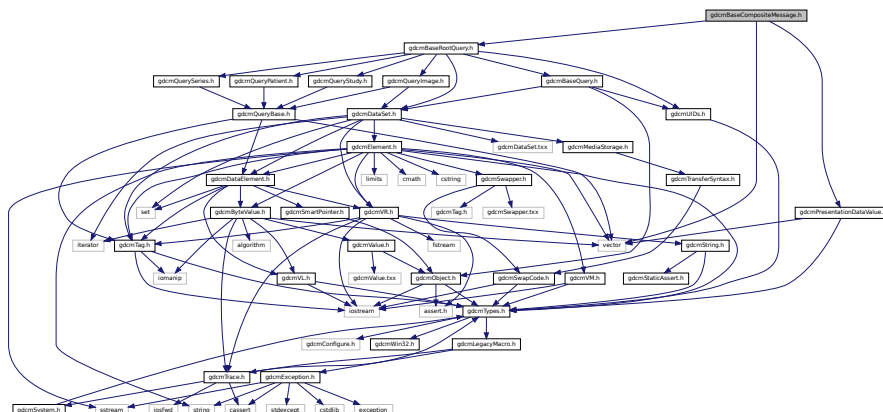 gdcmBaseCompositeMessage.h
gdcmBaseRootQuery.h
gdcmQuerySeries.h
gdcmQueryPatient.h
gdcmQueryStudy.h
gdcmQueryImage.h
gdcmBaseQuery.h
gdcmQueryBase.h
gdcmDataSet.h
gdcmUIDs.h
gdcmElement.h
gdcmDataSet.txx
gdcmMediaStorage.h
gdcmDataElement.h
limits
cmath
cstring
gdcmSwapper.h
gdcmTransferSyntax.h
set
gdcmByteValue.h
gdcmSmartPointer.h
gdcmVR.h
gdcmTag.h
gdcmSwapper.txx
gdcmPresentationDataValue.h
iterator
gdcmTag.h
algorithm
gdcmValue.h
fstream
vector
gdcmString.h
iomanip
gdcmVL.h
gdcmValue.txx
gdcmObject.h
gdcmSwapCode.h
gdcmVM.h
gdcmStaticAssert.h
iostream
assert.h
gdcmTypes.h
gdcmConfigure.h
gdcmWin32.h
gdcmLegacyMacro.h
gdcmTrace.h
gdcmException.h
gdcmSystem.h
sstream
iosfwd
string
cassert
stdexcept
cstdlib
exception